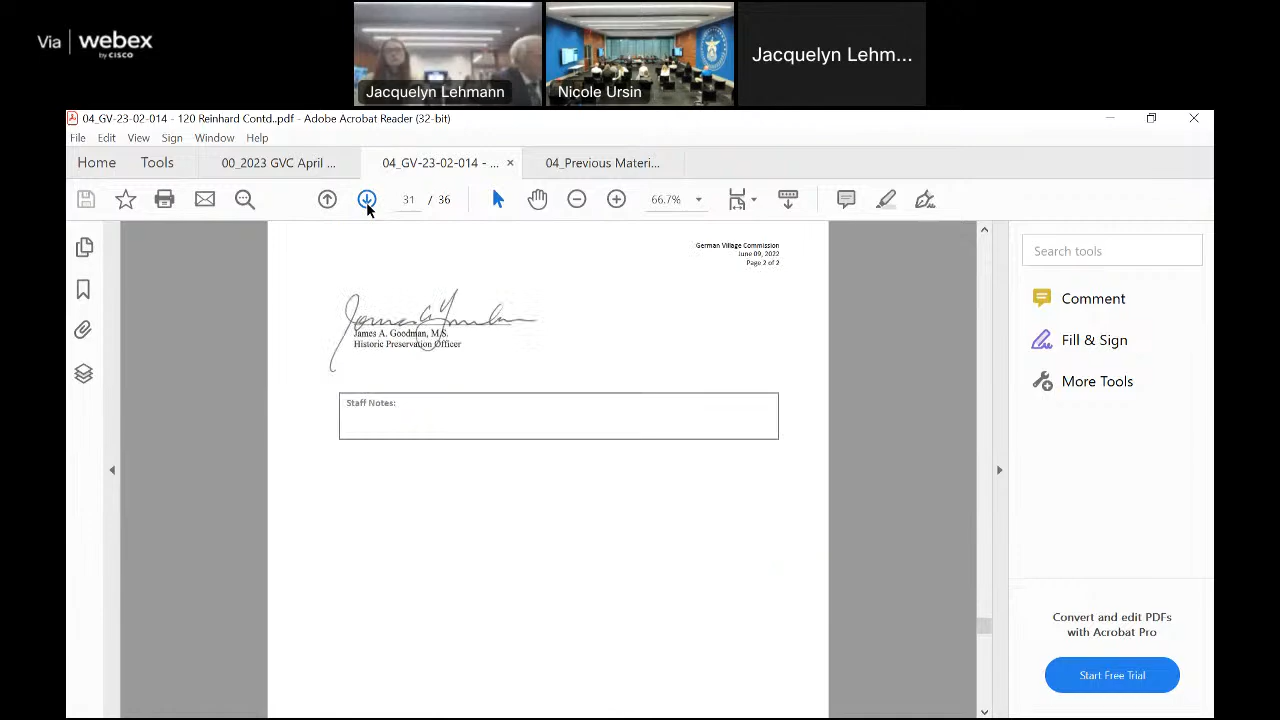 Via webex
by CISCO
Jacquelyn Lehmann
Nicole Ursin
Jacquelyn Lehm...
04_GV-23-02-014 - 120 Reinhard Contd..pdf - Adobe Acrobat Reader (32-bit)
File Edit View Sign Window Help
Home Tools 00_2023 GVC April ... 04_GV-23-02-014 - ... × 04_Previous Materi...
31 / 36 66.7%
German Village Commission
June 09, 2022
Page 2 of 2
James A. Goodman, M.S.
Historic Preservation Officer
Staff Notes:
Search tools
Comment
Fill & Sign
More Tools
Convert and edit PDFs
with Acrobat Pro
Start Free Trial